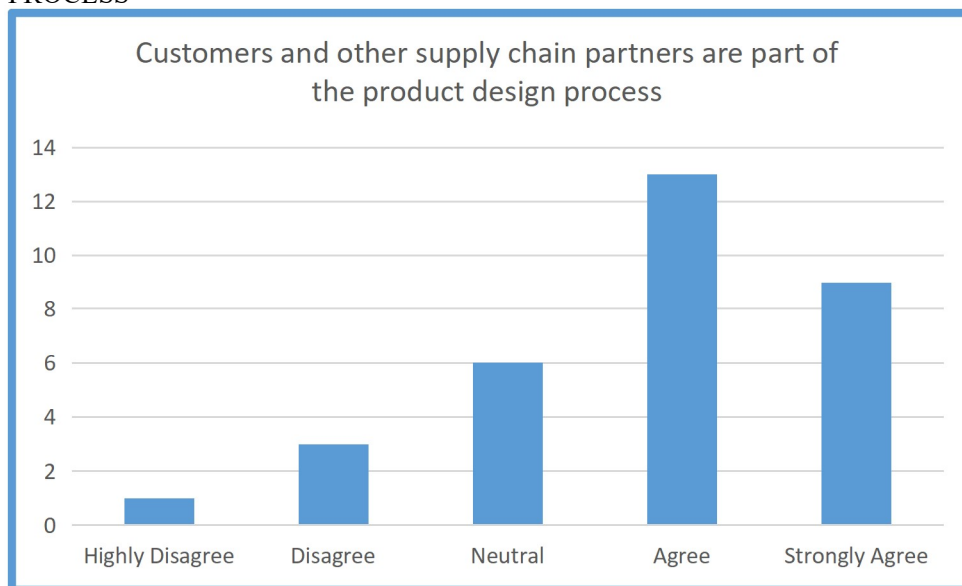 PROCESS
Customers and other supply chain partners are part of
the product design process
14
12
10
8
6
4
2
0
Highly Disagree Disagree Neutral Agree Strongly Agree